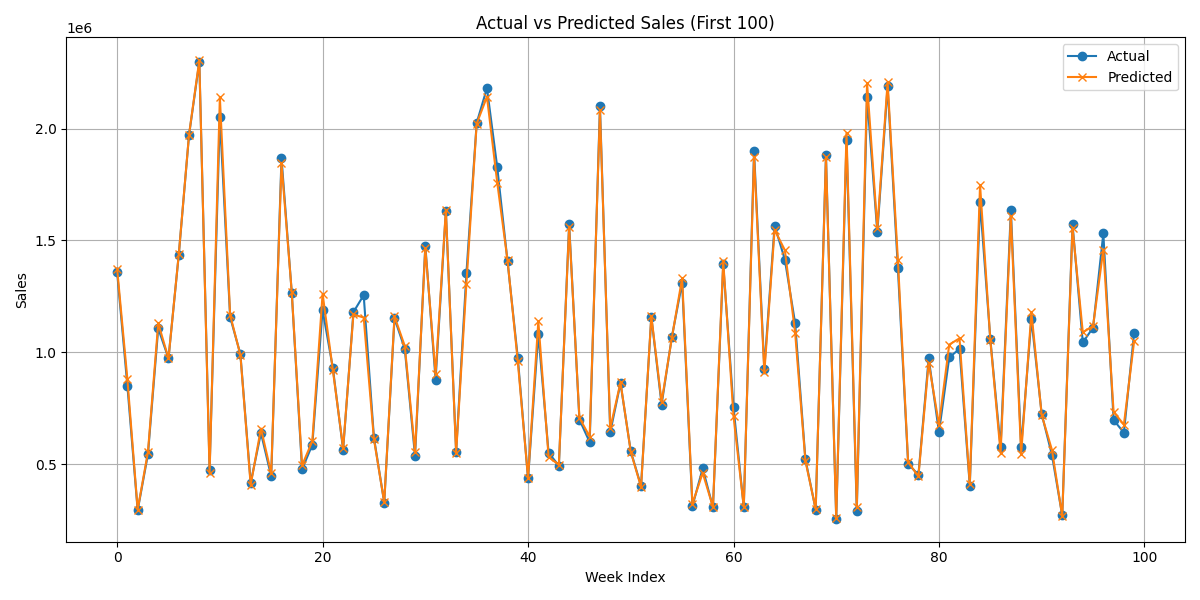 Actual vs Predicted Sales (First 100)
1e6
Actual
Predicted
2.0
1.5
1.0
0.5
Sales
0 20 40 60 80 100
Week Index